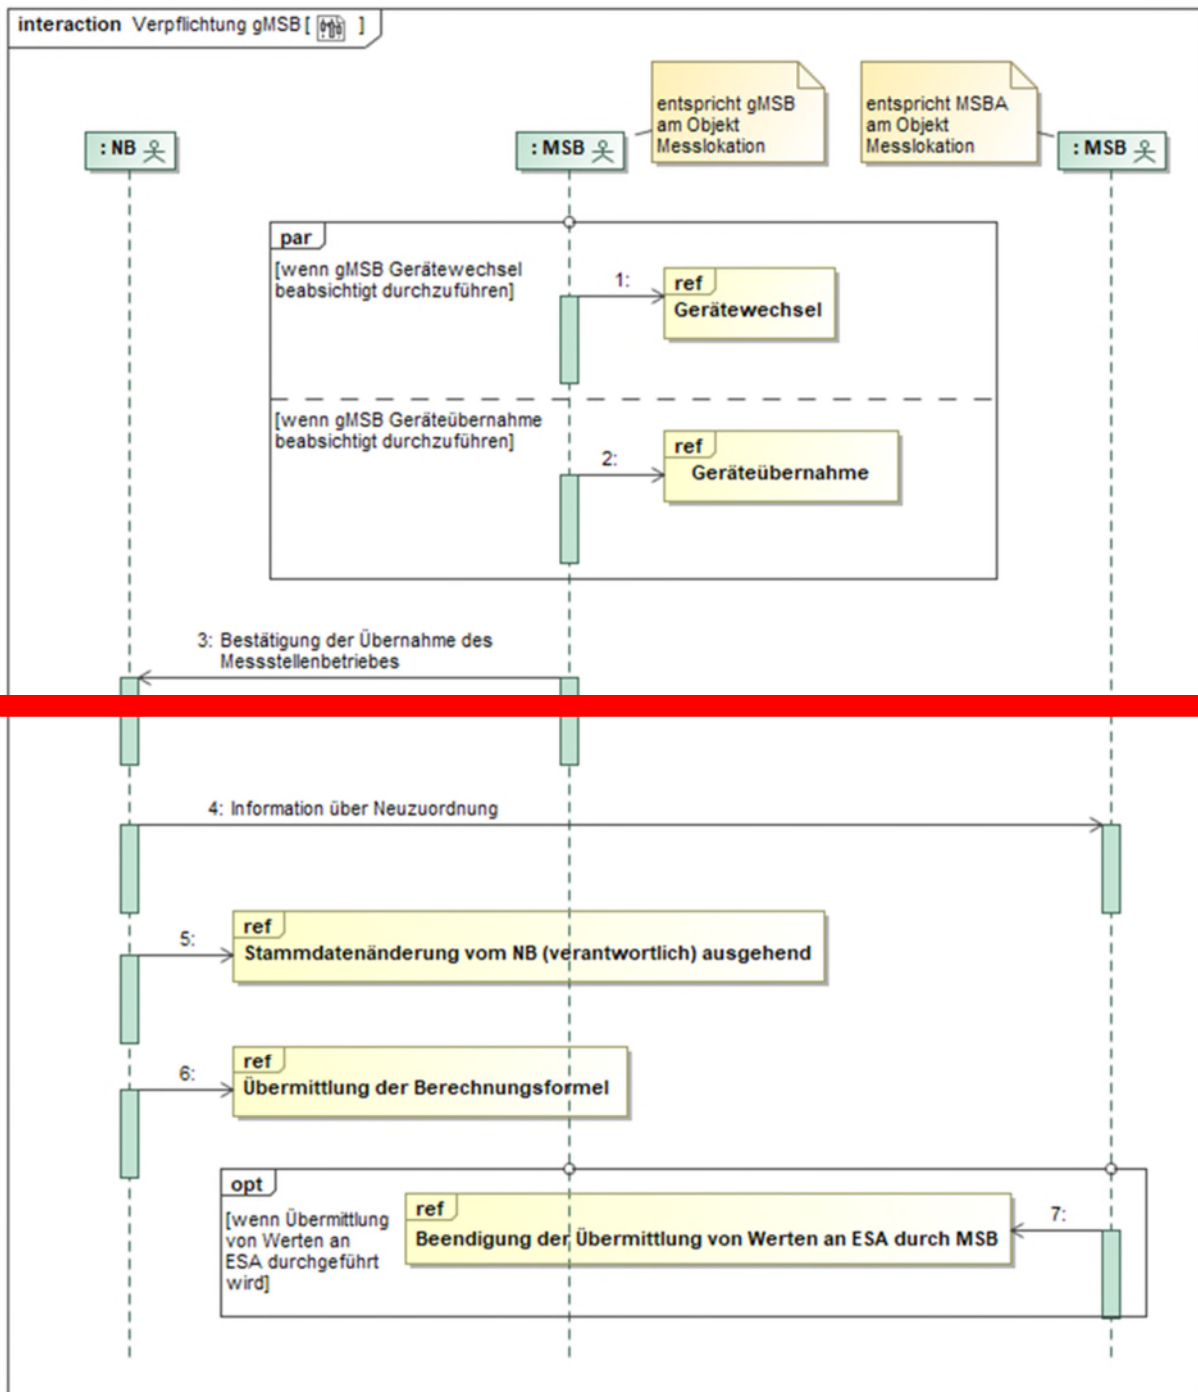 interaction Verpflichtung gMSB [ ]
entspricht gMSB
am Objekt
Messlokation
entspricht MSBA
am Objekt
Messlokation
: NB
: MSB
: MSB
par
[wenn gMSB Gerätewechsel
beabsichtigt durchzuführen]
1:
ref
Gerätewechsel
[wenn gMSB Geräteübernahme
beabsichtigt durchzuführen]
2:
ref
Geräteübernahme
3: Bestätigung der Übernahme des
Messstellenbetriebes
4: Information über Neuzuordnung
5:
ref
Stammdatenänderung vom NB (verantwortlich) ausgehend
6:
ref
Übermittlung der Berechnungsformel
opt
[wenn Übermittlung
von Werten an
ESA durchgeführt
wird]
ref
Beendigung der Übermittlung von Werten an ESA durch MSB
7: